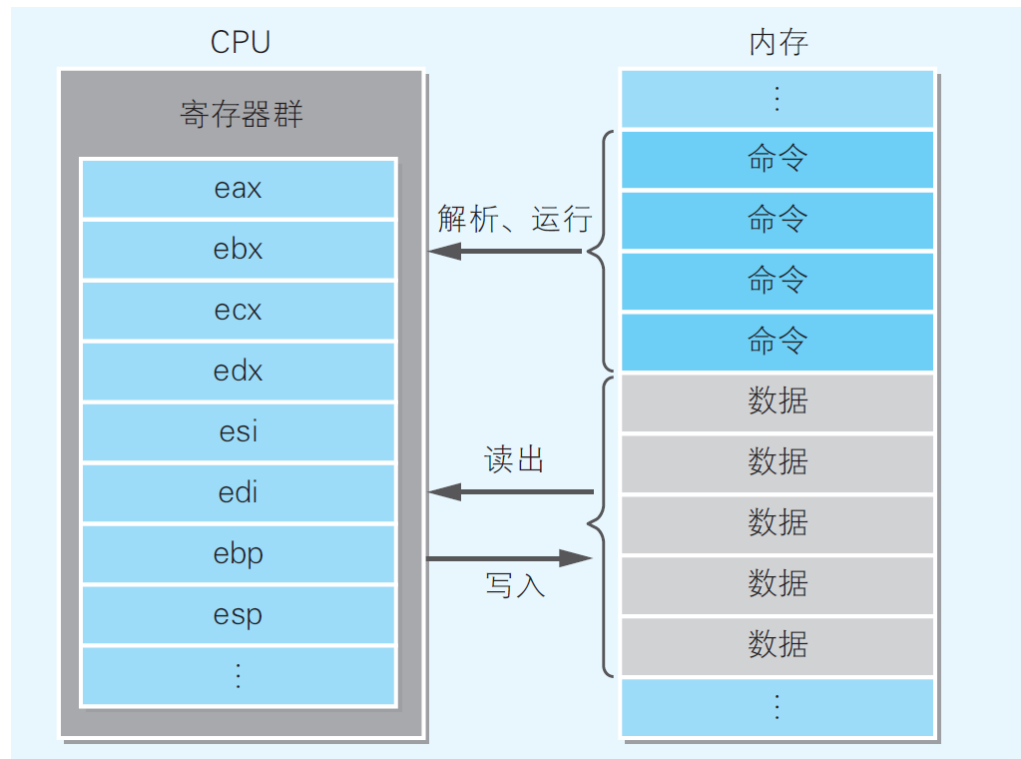 CPU
寄存器群
eax
ebx
ecx
edx
esi
edi
ebp
esp
⋮
解析、运行
读出
写入
内存
⋮
命令
命令
命令
命令
数据
数据
数据
数据
数据
⋮